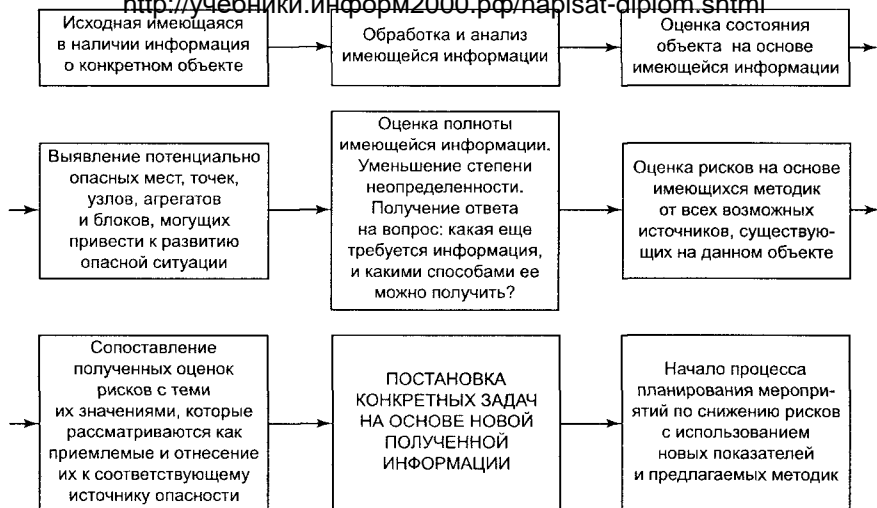 http://учебники.информ2000.рф/napisat-diplom.shtml
Исходная имеющаяся
в наличии информация
о конкретном объекте
Обработка и анализ
имеющейся информации
Оценка состояния
объекта на основе
имеющейся информации
Выявление потенциально
опасных мест, точек,
узлов, агрегатов
и блоков, могущих
привести к развитию
опасной ситуации
Оценка полноты
имеющейся информации.
Уменьшение степени
неопределенности.
Получение ответа
на вопрос: какая еще
требуется информация,
и какими способами ее
можно получить?
Оценка рисков на основе
имеющихся методик
от всех возможных
источников, существую-
щих на данном объекте
Сопоставление
полученных оценок
рисков с теми
их значениями, которые
рассматриваются как
приемлемые и отнесение
их к соответствующему
источнику опасности
ПОСТАНОВКА
КОНКРЕТНЫХ ЗАДАЧ
НА ОСНОВЕ НОВОЙ
ПОЛУЧЕННОЙ
ИНФОРМАЦИИ
Начало процесса
планирования меропри-
ятий по снижению рисков
с использованием
новых показателей
и предлагаемых методик